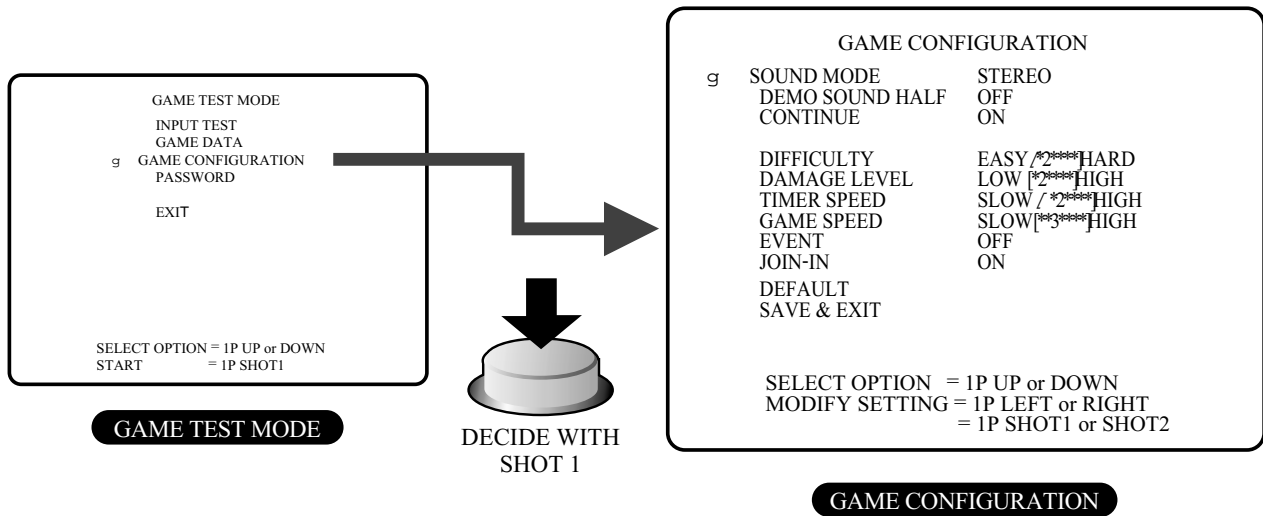 GAME TEST MODE
INPUT TEST
GAME DATA
g GAME CONFIGURATION
PASSWORD
EXIT
SELECT OPTION = 1P UP or DOWN
START = 1P SHOT1
GAME TEST MODE
DECIDE WITH
SHOT 1
GAME CONFIGURATION
g SOUND MODE STEREO
DEMO SOUND HALF OFF
CONTINUE ON
DIFFICULTY EASY[*2****]HARD
DAMAGE LEVEL LOW [*2****]HIGH
TIMER SPEED SLOW [ *2****]HIGH
GAME SPEED SLOW[**3****]HIGH
EVENT OFF
JOIN-IN ON
DEFAULT
SAVE & EXIT
SELECT OPTION = 1P UP or DOWN
MODIFY SETTING = 1P LEFT or RIGHT
= 1P SHOT1 or SHOT2
GAME CONFIGURATION